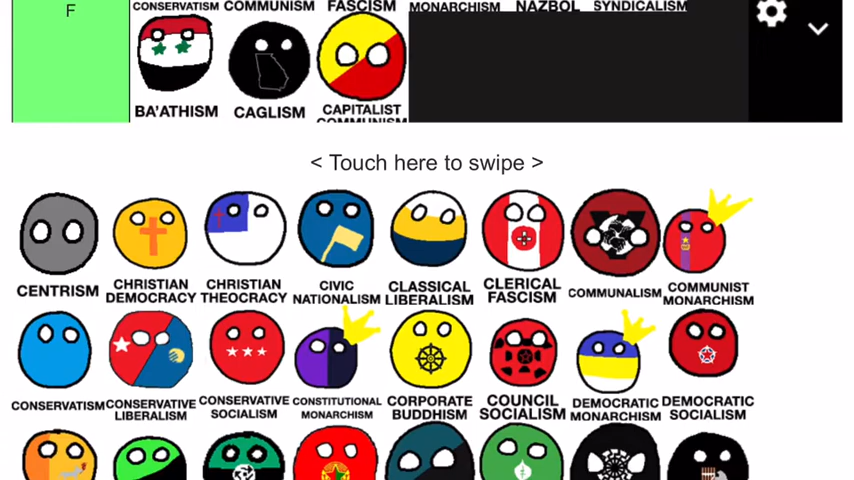 F
CONSERVATISM COMMUNISM FASCISM MONARCHISM NAZBOL SYNDICALISM
BA'ATHISM CAGLISM CAPITALIST
COMMUNISM
< Touch here to swipe >
CENTRISM CHRISTIAN DEMOCRACY CHRISTIAN THEOCRACY CIVIC NATIONALISM CLASSICAL LIBERALISM CLERICAL FASCISM COMMUNALISM COMMUNIST MONARCHISM
CONSERVATISM CONSERVATIVE LIBERALISM CONSERVATIVE SOCIALISM CONSTITUTIONAL MONARCHISM CORPORATE BUDDHISM COUNCIL SOCIALISM DEMOCRATIC MONARCHISM DEMOCRATIC SOCIALISM